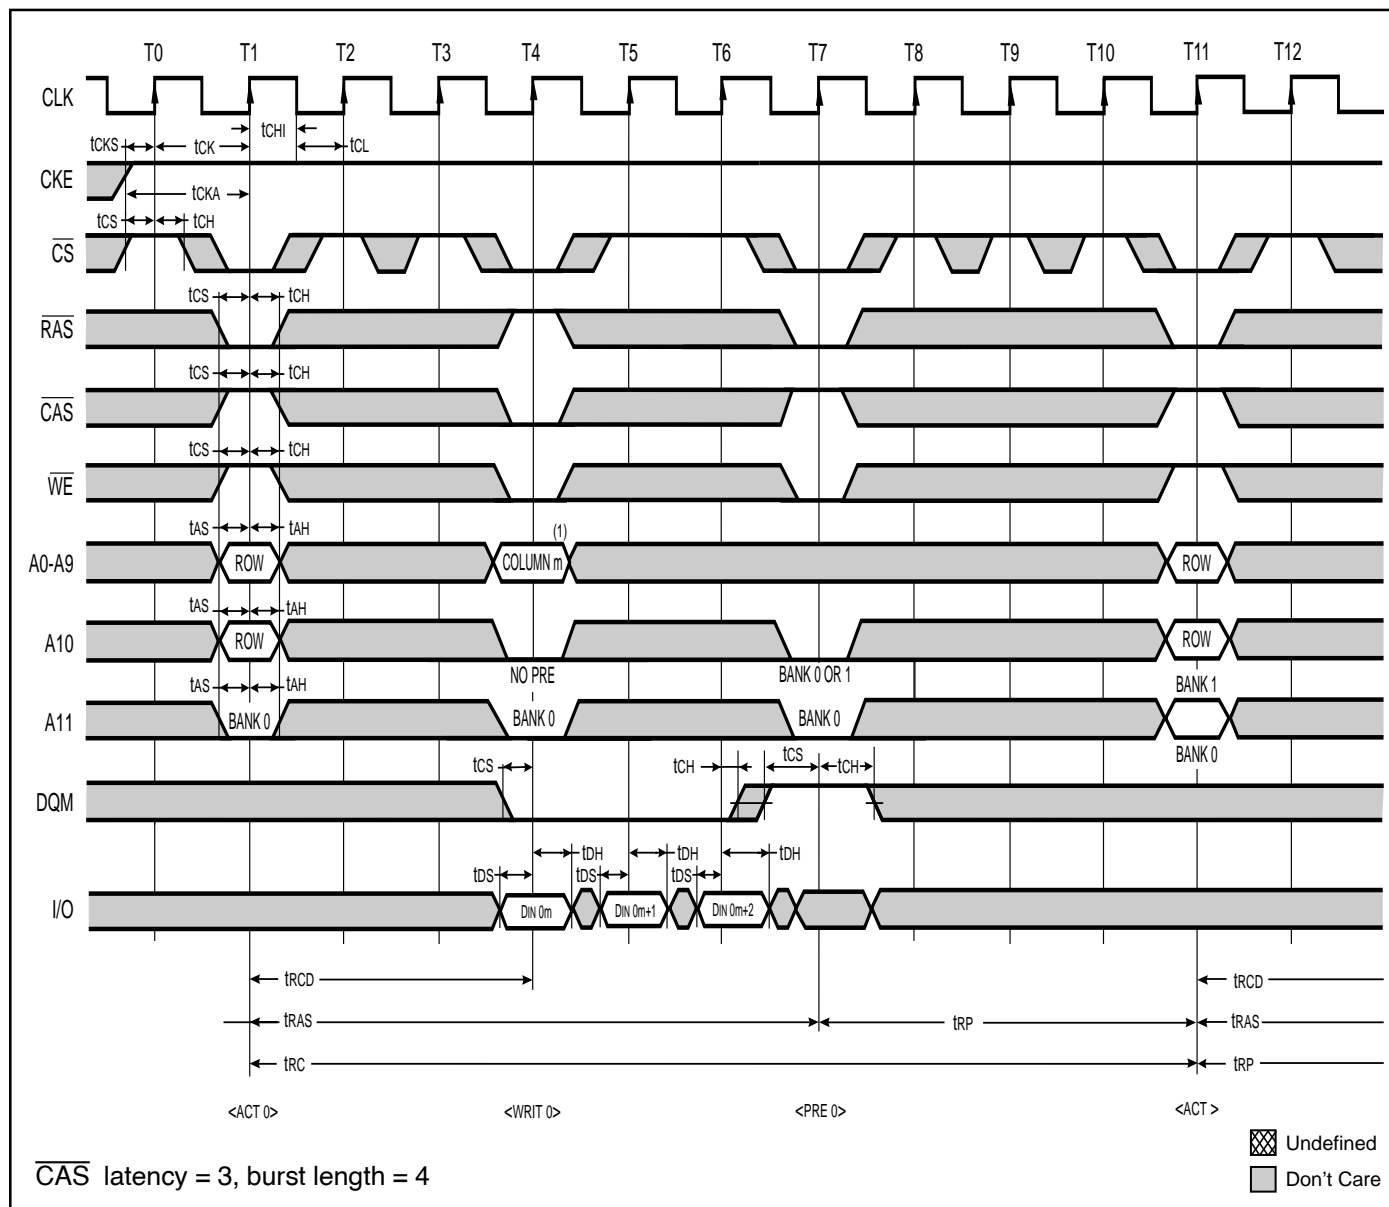 T0 T1 T2 T3 T4 T5 T6 T7 T8 T9 T10 T11 T12
CLK
tCHI
tCKS tCK tCL
CKE
tCKA
tCS tCH
CS
tCS tCH
RAS
tCS tCH
CAS
tCS tCH
WE
tAS tAH (1)
A0-A9 ROW COLUMN m ROW
tAS tAH
A10 ROW ROW
NO PRE BANK 0 OR 1
tAS tAH BANK 1
A11 BANK 0 BANK 0 BANK 0
BANK 0
tCS tCH tCS tCH
DQM
tDH tDH tDH
tDS tDS tDS
I/O DIN 0m DIN 0m+1 DIN 0m+2
tRCD tRCD
tRAS tRP tRAS
tRC tRP
<ACT 0> <WRIT 0> <PRE 0> <ACT >
Undefined
CAS latency = 3, burst length = 4
Don't Care